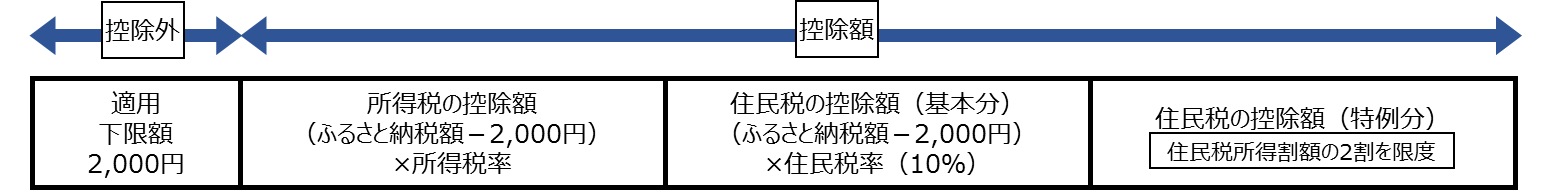 控除外
控除額
適用
下限額
2,000円
所得税の控除額
（ふるさと納税額－2,000円）
×所得税率
住民税の控除額（基本分）
（ふるさと納税額－2,000円）
×住民税率（10%）
住民税の控除額（特例分）
住民税所得割額の2割を限度